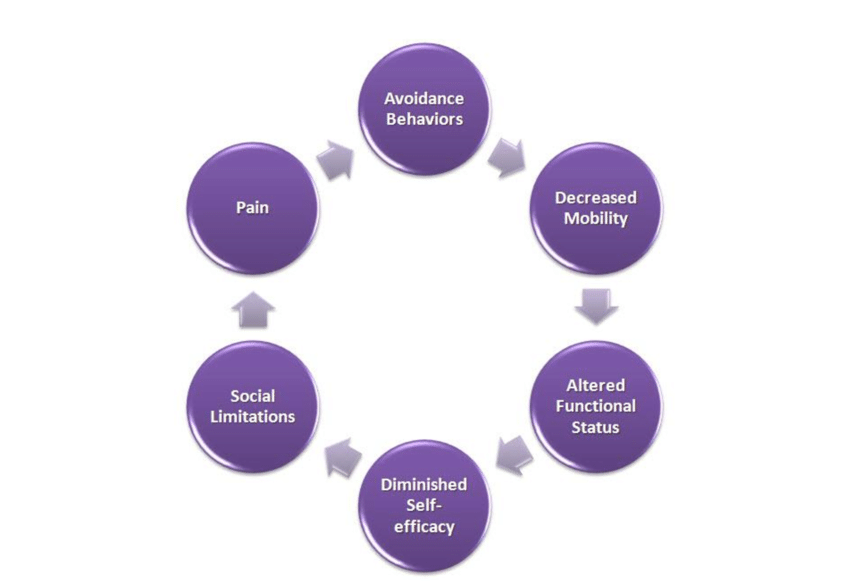 Avoidance
Behaviors
Decreased
Mobility
Altered
Functional
Status
Diminished
Self-
efficacy
Social
Limitations
Pain